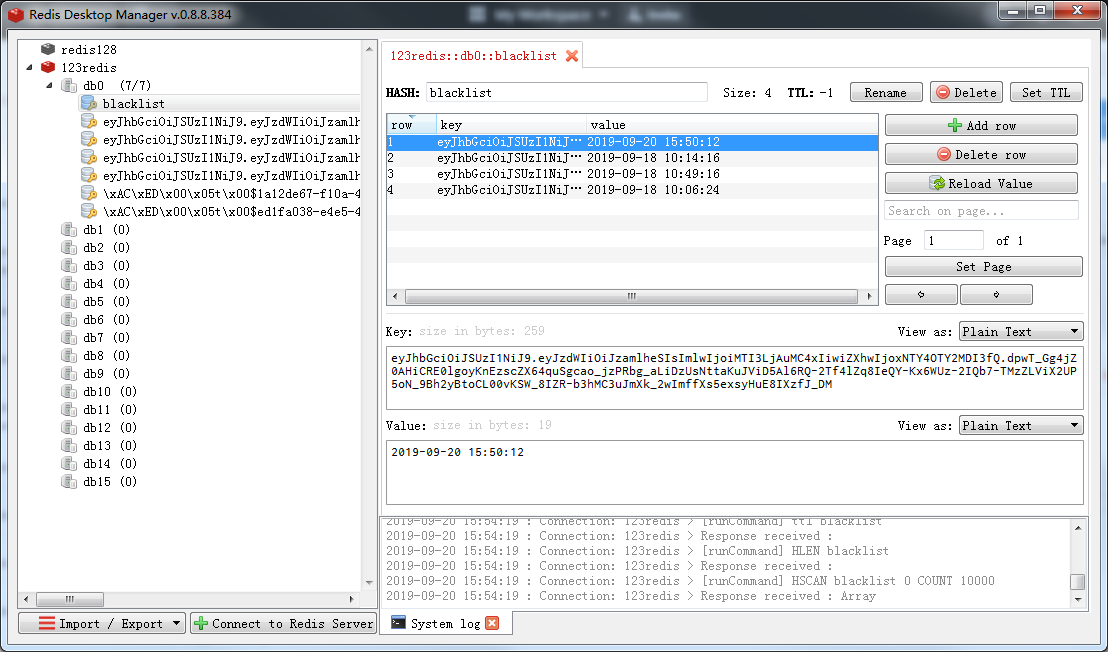 Redis Desktop Manager v.0.8.8.384
redis128
123redis
db0 (7/7)
blacklist
eyJhbGciOiJSUzI1NiJ9.eyJzdWIiOiJzamlh
eyJhbGciOiJSUzI1NiJ9.eyJzdWIiOiJzamlh
eyJhbGciOiJSUzI1NiJ9.eyJzdWIiOiJzamlh
eyJhbGciOiJSUzI1NiJ9.eyJzdWIiOiJzamlh
\xAC\xED\x00\x05t\x00$1a12de67-f10a-4
\xAC\xED\x00\x05t\x00$ed1fa038-e4e5-4
db1 (0)
db2 (0)
db3 (0)
db4 (0)
db5 (0)
db6 (0)
db7 (0)
db8 (0)
db9 (0)
db10 (0)
db11 (0)
db12 (0)
db13 (0)
db14 (0)
db15 (0)
Import / Export
Connect to Redis Server
123redis::db0::blacklist
HASH: blacklist Size: 4 TTL: -1 Rename Delete Set TTL
row key value
1 eyJhbGciOiJSUzI1NiJ··· 2019-09-20 15:50:12
2 eyJhbGciOiJSUzI1NiJ··· 2019-09-18 10:14:16
3 eyJhbGciOiJSUzI1NiJ··· 2019-09-18 10:49:16
4 eyJhbGciOiJSUzI1NiJ··· 2019-09-18 10:06:24
Add row
Delete row
Reload Value
Search on page...
Page 1 of 1
Set Page
Key: size in bytes: 259 View as: Plain Text
eyJhbGciOiJSUzI1NiJ9.eyJzdWIiOiJzamlheSIsImlwIjoiMTI3LjAuMC4xIiwiZXhwIjoxNTY4OTY2MDI3fQ.dpwT_Gg4jZ
0AHiCRE0lgoyKnEzscZX64quSgcao_jzPRbg_aLiDzUsNttaKuJViD5Al6RQ-2Tf4lZq8IeQY-Kx6WUz-2IQb7-TMzZLViX2UP
5oN_9Bh2yBtoCL00vKSW_8IZR-b3hMC3uJmXk_2wImffXs5exsyHuE8IXzfJ_DM
Value: size in bytes: 19 View as: Plain Text
2019-09-20 15:50:12
2019-09-20 15:54:19 : Connection: 123redis > [runCommand] ttl blacklist
2019-09-20 15:54:19 : Connection: 123redis > Response received :
2019-09-20 15:54:19 : Connection: 123redis > [runCommand] HLEN blacklist
2019-09-20 15:54:19 : Connection: 123redis > Response received :
2019-09-20 15:54:19 : Connection: 123redis > [runCommand] HSCAN blacklist 0 COUNT 10000
2019-09-20 15:54:19 : Connection: 123redis > Response received : Array
System log